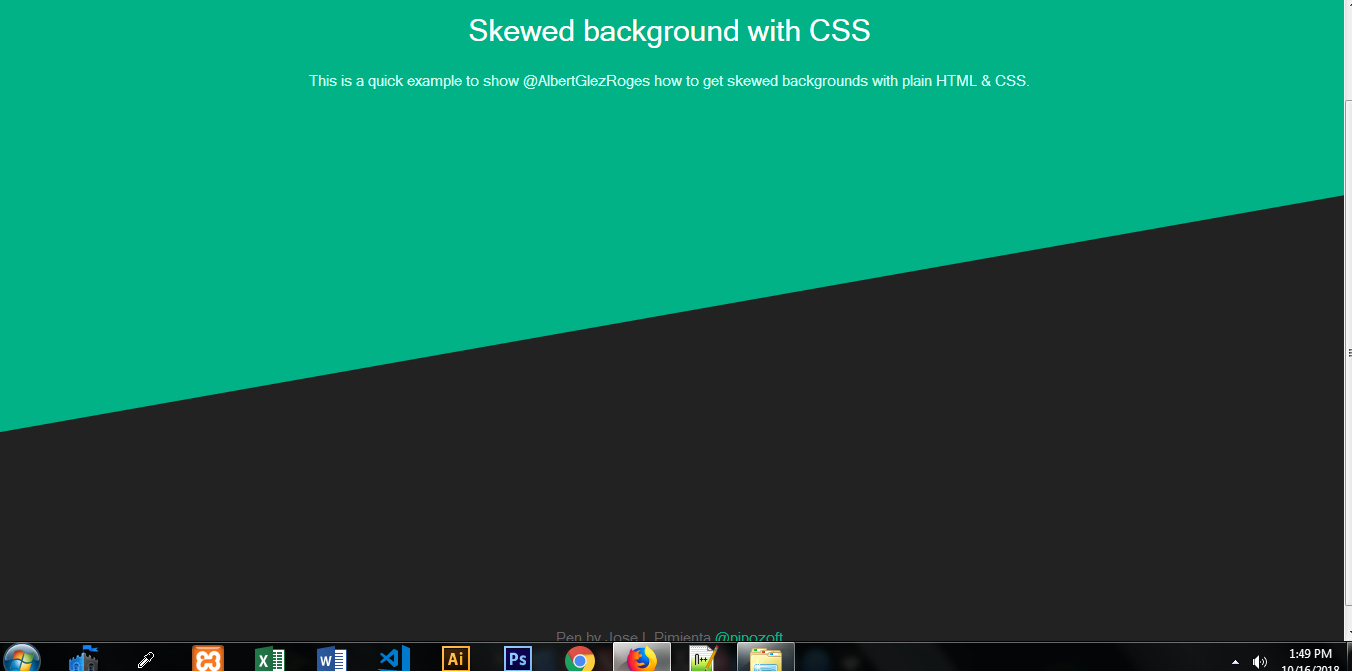 Skewed background with CSS
This is a quick example to show @AlbertGlezRoges how to get skewed backgrounds with plain HTML & CSS.
Pen by Jose L Pimienta @pipozoft
X
W
Ai
Ps
1:49 PM
10/16/2018